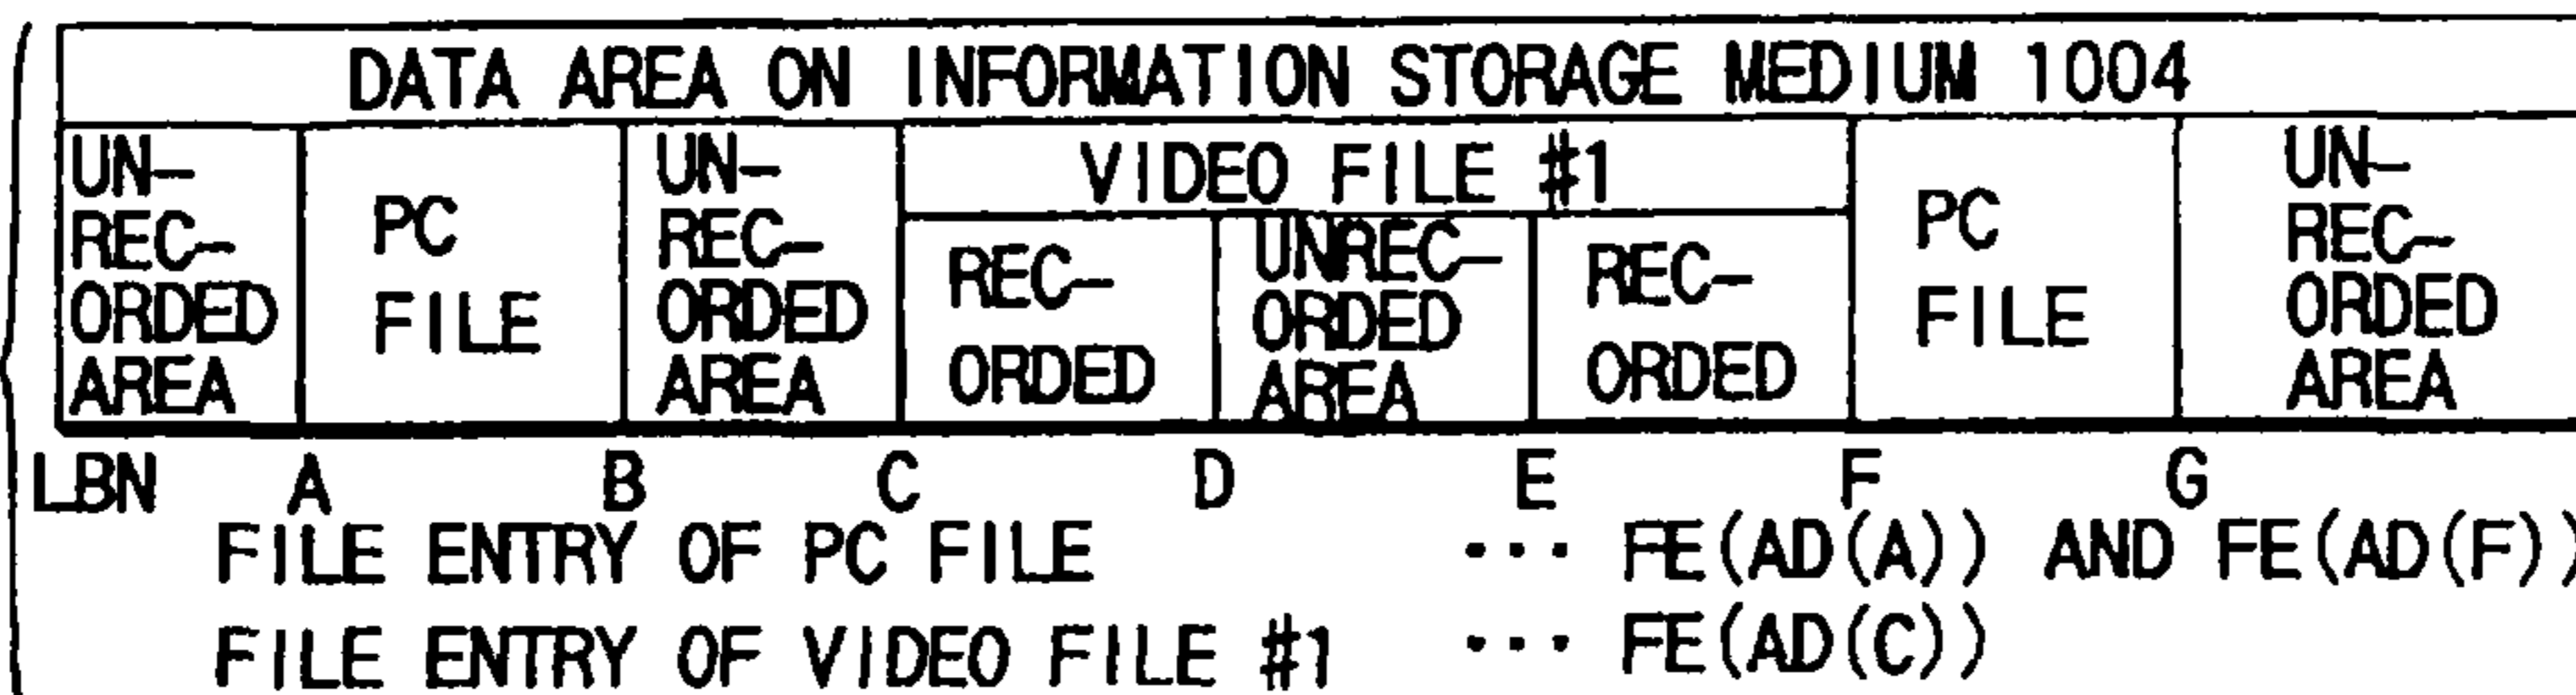 DATA AREA ON INFORMATION STORAGE MEDIUM 1004
UN-
REC-
ORDED
AREA
PC
FILE
UN-
REC-
ORDED
AREA
VIDEO FILE #1
REC-
ORDED
UNREC-
ORDED
AREA
REC-
ORDED
PC
FILE
UN-
REC-
ORDED
AREA
LBN A B C D E F G
FILE ENTRY OF PC FILE ··· FE(AD(A)) AND FE(AD(F))
FILE ENTRY OF VIDEO FILE #1 ··· FE(AD(C))